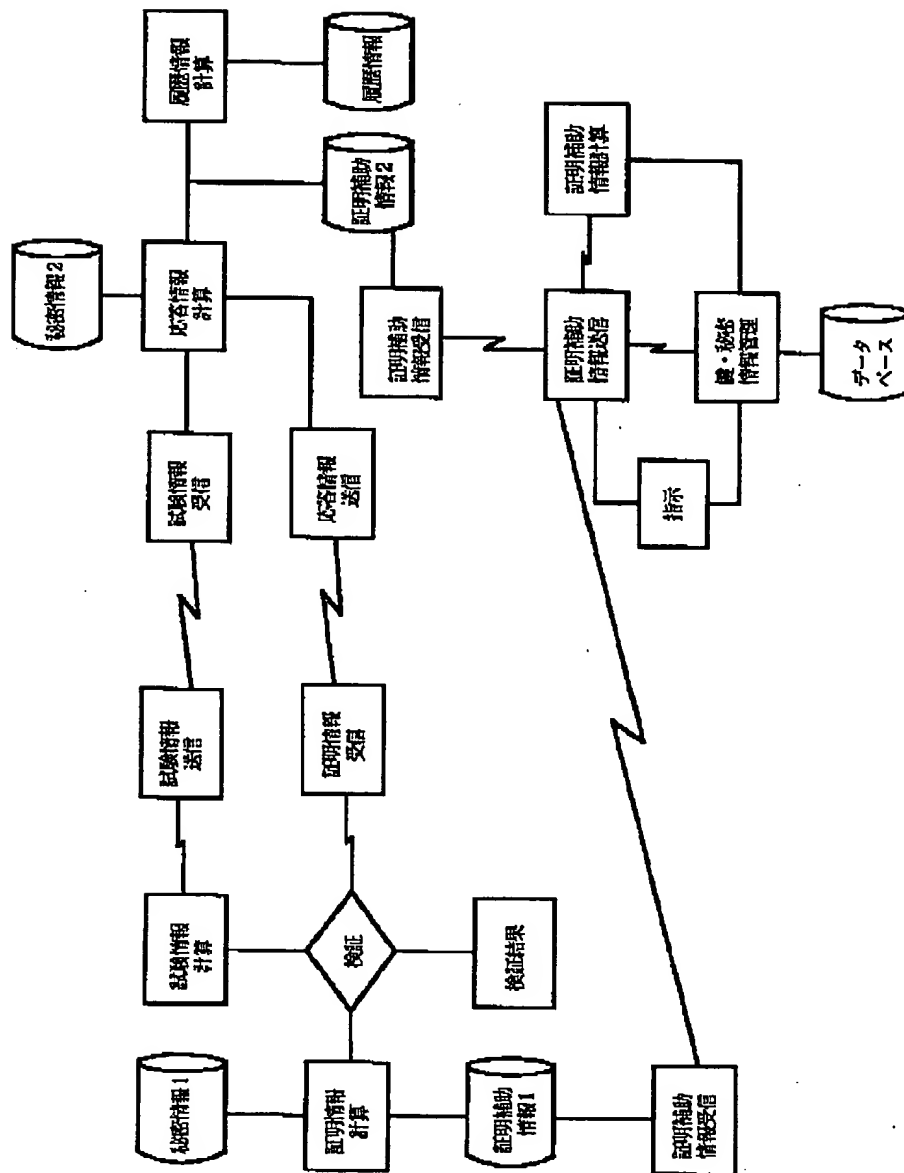 秘密情報2
秘密情報1
試験情報
計算
試験情報
送信
試験情報
受信
応答情報
計算
履歴情報
計算
証明情報
計算
検証
証明情報
受信
応答情報
送信
証明補助
情報2
履歴情報
証明補助
情報受信
証明補助
情報1
検証結果
証明補助
情報送信
証明補助
情報計算
証明補助
情報受信
指示
鍵・秘密
情報管理
データ
ベース